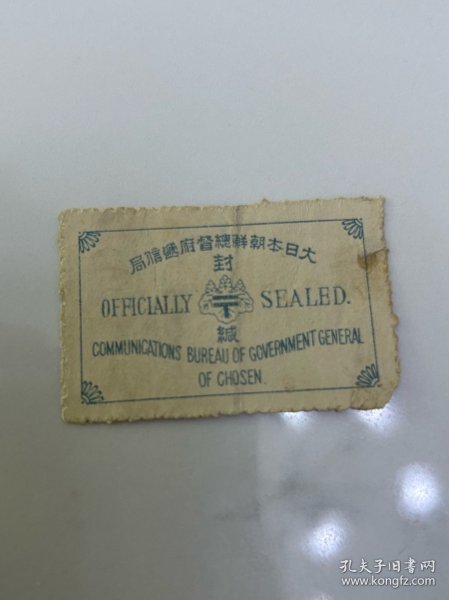 大日本朝鮮總督府遞信局
封
OFFICIALLY SEALED.
緘
COMMUNICATIONS BUREAU OF GOVERNMENT GENERAL
OF CHOSEN.
孔夫子旧书网
www.kongfz.com